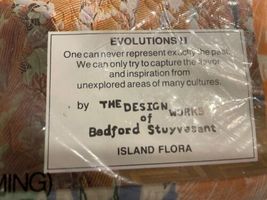 EVOLUTIONS II
One can never represent exactly the past.
We can only try to capture the flavor
and inspiration from
unexplored areas of many cultures.
by THE DESIGN WORKS
of
Bedford Stuyvesant
ISLAND FLORA
MING)